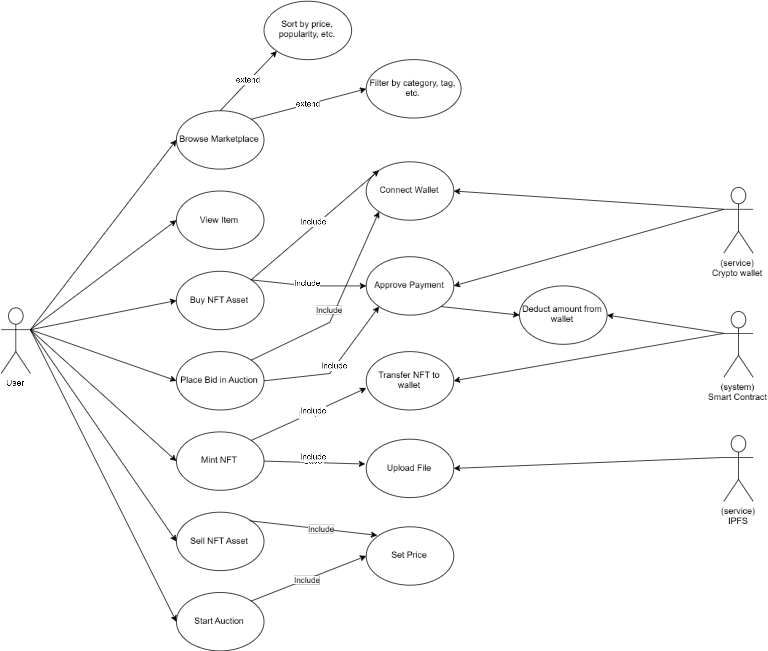 Sort by price,
popularity, etc.
extend
Filter by category, tag,
etc.
extend
Browse Marketplace
Connect Wallet
View Item
Include
(service)
Crypto wallet
Include
Approve Payment
Buy NFT Asset
Include
Deduct amount from
wallet
User
Include
Place Bid in Auction
Transfer NFT to
wallet
(system)
Smart Contract
Include
Mint NFT
Include
Upload File
(service)
IPFS
Include
Sell NFT Asset
Set Price
Include
Start Auction